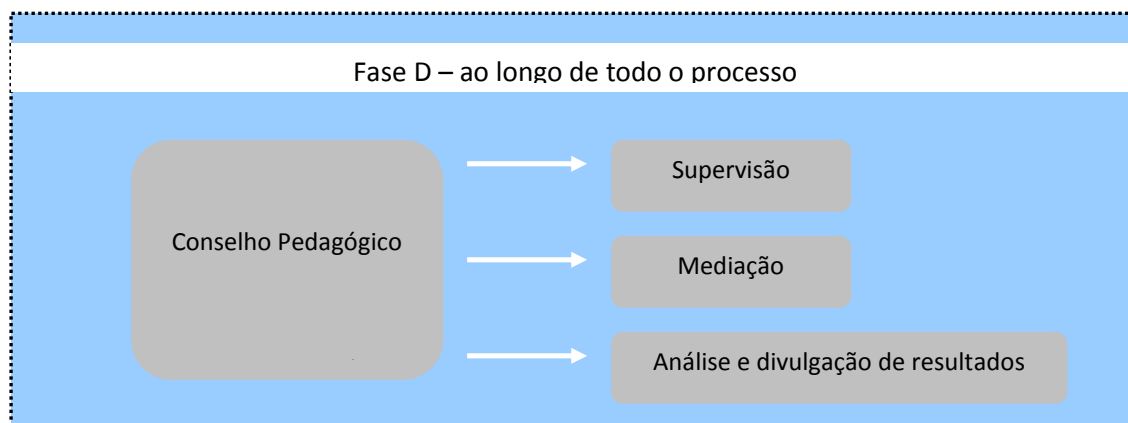 Fase D – ao longo de todo o processo
Supervisão
Conselho Pedagógico
Mediação
Análise e divulgação de resultados